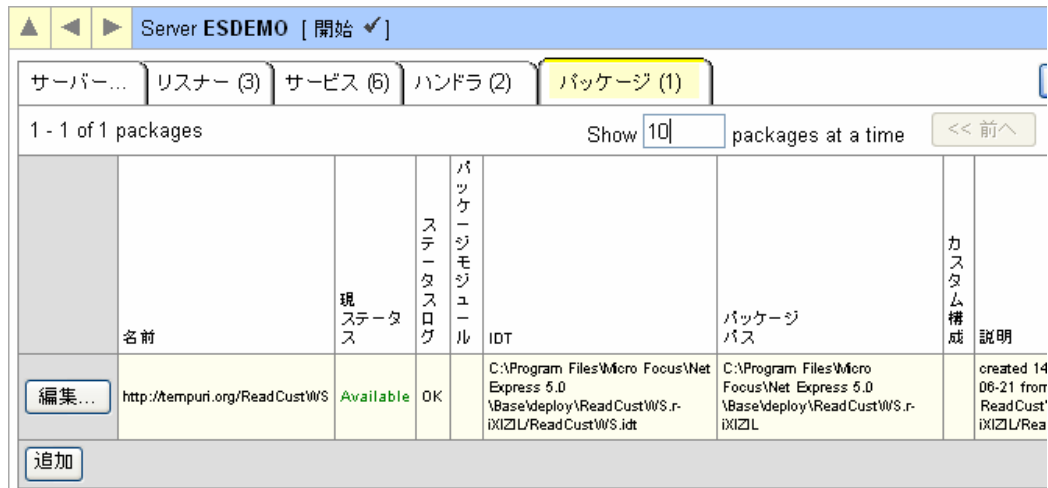 Server ESDEMO [ 開始 ✔]
サーバー... リスナー (3) サービス (6) ハンドラ (2) パッケージ (1)
1 - 1 of 1 packages Show 10 packages at a time << 前へ
名前
現
ステータ
ス
ステータスログ
パッケージモジュール
IDT
パッケージ
パス
カスタム構成
説明
編集...
http://tempuri.org/ReadCustWS
Available
OK
C:\Program Files\Micro Focus\Net
Express 5.0
\Base\deploy\ReadCustWS.r-
iXIZlL/ReadCustWS.idt
C:\Program Files\Micro
Focus\Net Express 5.0
\Base\deploy\ReadCustWS.r-
iXIZlL
created 14
06-21 from
ReadCust
iXIZlL/Rea
追加